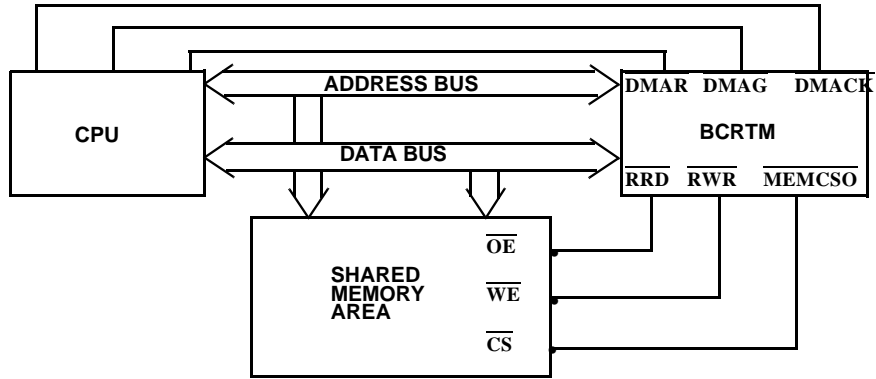 ADDRESS BUS
DMAR DMAG DMACK
CPU
BCRTM
DATA BUS
RRD RWR MEMCSO
OE
SHARED
MEMORY
AREA
WE
CS